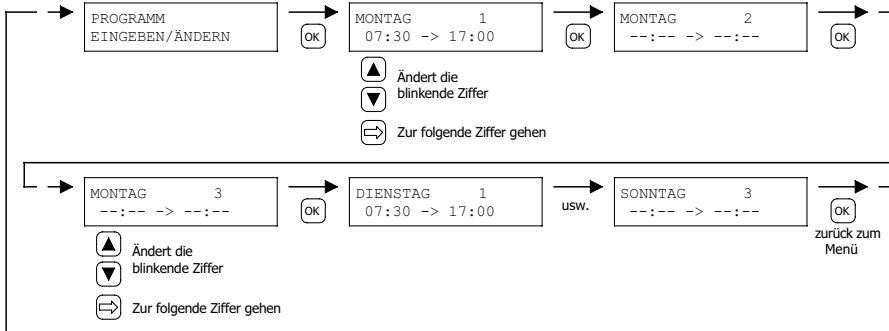 PROGRAMM
EINGEBEN/ÄNDERN
OK
MONTAG 1
07:30 -> 17:00
OK
MONTAG 2
--:-- -> --:--
OK
Ändert die
blinkende Ziffer
Zur folgende Ziffer gehen
MONTAG 3
--:-- -> --:--
OK
DIENSTAG 1
07:30 -> 17:00
usw.
SONNTAG 3
--:-- -> --:--
OK
zurück zum
Menü
Ändert die
blinkende Ziffer
Zur folgende Ziffer gehen